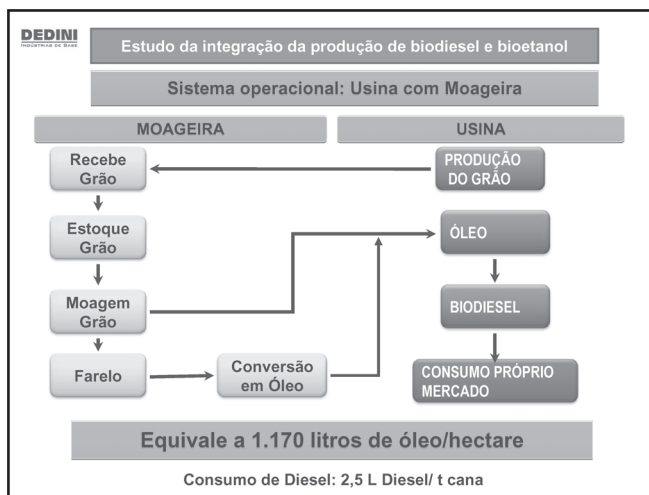 DEDINI
INDÚSTRIAS DE BASE
Estudo da integração da produção de biodiesel e bioetanol
Sistema operacional: Usina com Moageira
MOAGEIRA
USINA
Recebe
Grão
PRODUÇÃO
DO GRÃO
Estoque
Grão
ÓLEO
Moagem
Grão
BIODIESEL
Farelo
Conversão
em Óleo
CONSUMO PRÓPRIO
MERCADO
Equivale a 1.170 litros de óleo/hectare
Consumo de Diesel: 2,5 L Diesel/ t cana